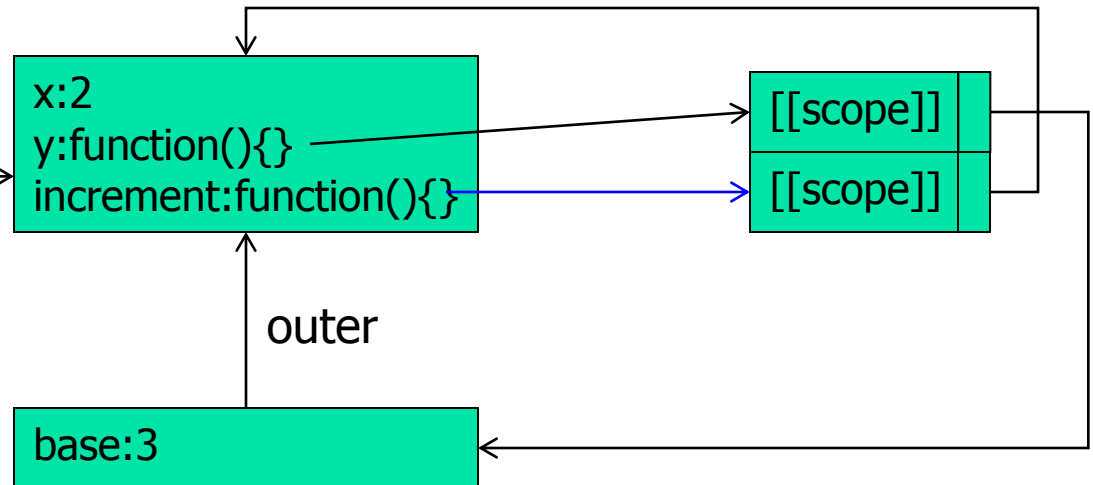 x:2
y:function(){}
increment:function(){}
[[scope]]
[[scope]]
outer
base:3